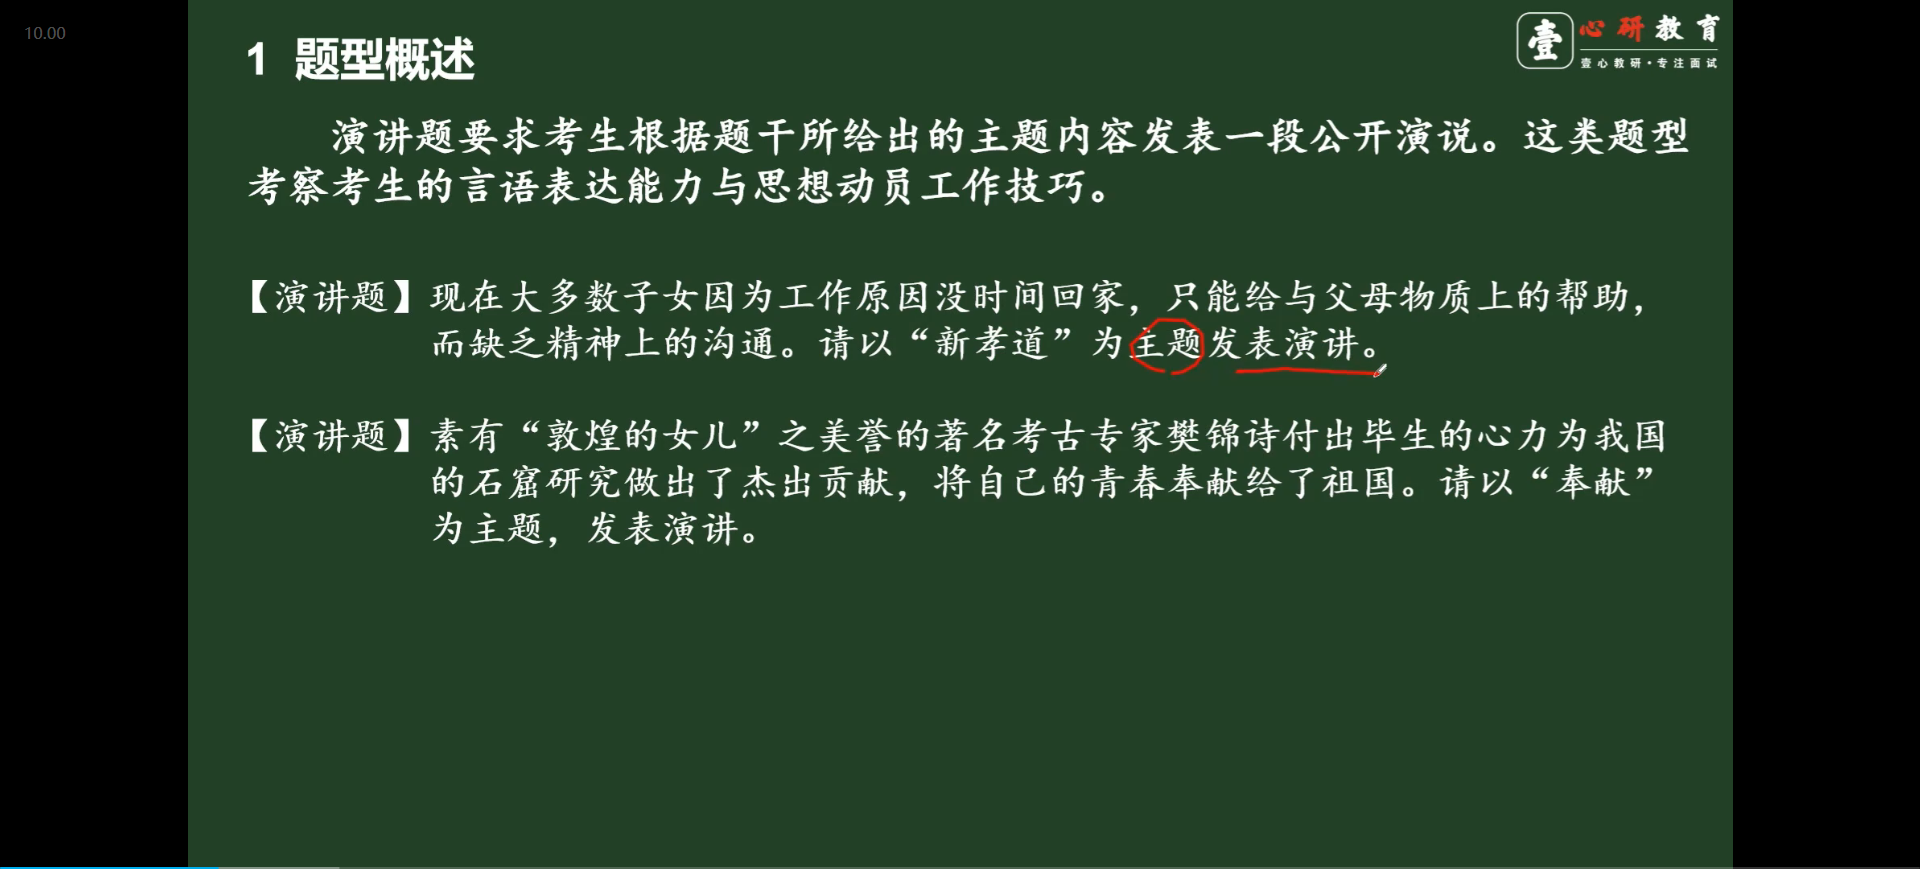 10.00
1 题型概述
壹 心研教育
壹心教研·专注面试
演讲题要求考生根据题干所给出的主题内容发表一段公开演说。这类题型
考察考生的言语表达能力与思想动员工作技巧。
【演讲题】现在大多数子女因为工作原因没时间回家，只能给与父母物质上的帮助，
而缺乏精神上的沟通。请以“新孝道”为主题发表演讲。
【演讲题】素有“敦煌的女儿”之美誉的著名考古专家樊锦诗付出毕生的心力为我国
的石窟研究做出了杰出贡献，将自己的青春奉献给了祖国。请以“奉献”
为主题，发表演讲。